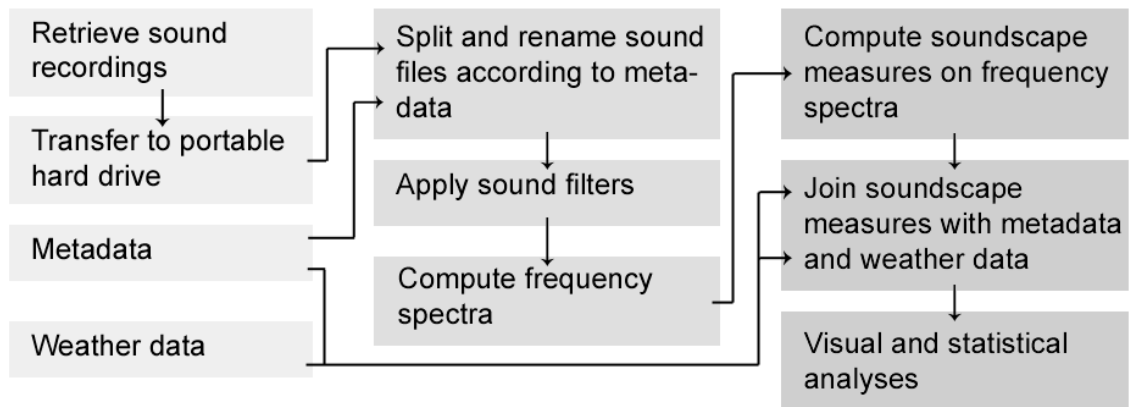 Retrieve sound
recordings
Transfer to portable
hard drive
Metadata
Weather data
Split and rename sound
files according to meta-
data
Apply sound filters
Compute frequency
spectra
Compute soundscape
measures on frequency
spectra
Join soundscape
measures with metadata
and weather data
Visual and statistical
analyses